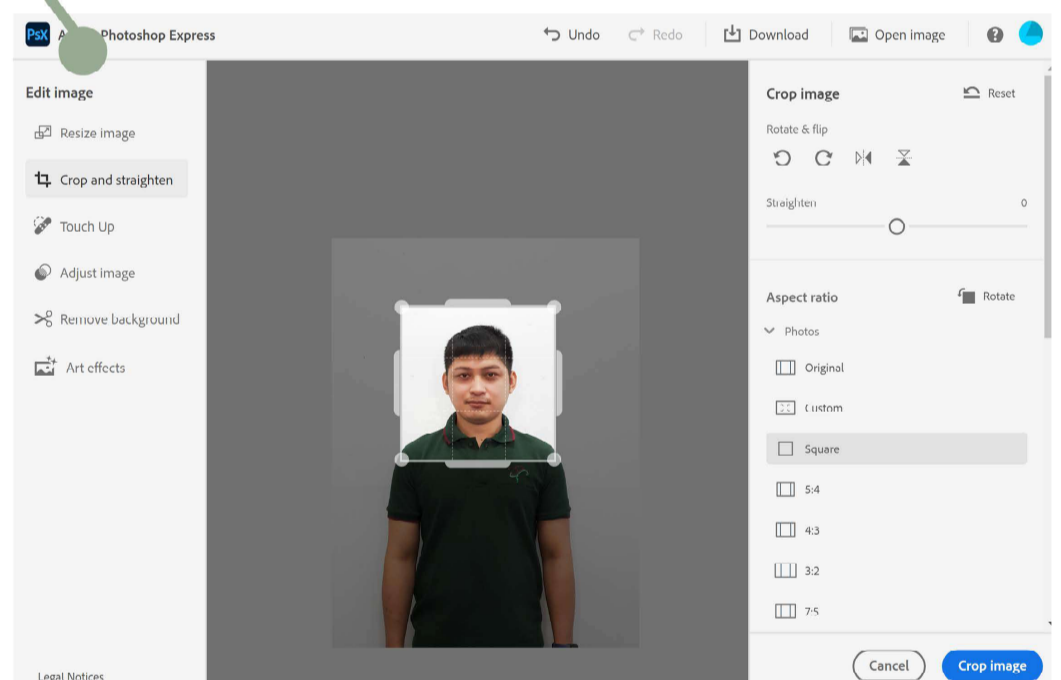 PsX A Photoshop Express
Undo
Redo
Download
Open image
?
Edit image
Resize image
Crop and straighten
Touch Up
Adjust image
Remove background
Art effects
Legal Notices
Crop image
Reset
Rotate & flip
Straighten 0
Aspect ratio
Rotate
Photos
Original
Custom
Square
5:4
4:3
3:2
7:5
Cancel
Crop image